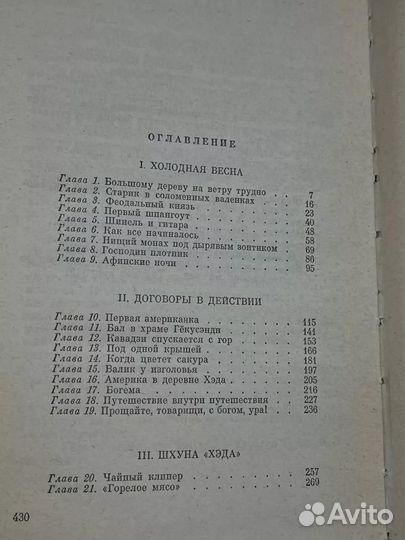 ОГЛАВЛЕНИЕ
I. ХОЛОДНАЯ ВЕСНА
Глава 1. Большому дереву на ветру трудно . . 7
Глава 2. Старик в соломенных валенках . . . 16
Глава 3. Феодальный князь . . . . . . . 23
Глава 4. Первый шпангоут . . . . . . . 40
Глава 5. Шинель и гитара . . . . . . . 48
Глава 6. Как все начиналось . . . . . . 58
Глава 7. Нищий монах под дырявым зонтиком . 69
Глава 8. Господин плотник . . . . . . . 86
Глава 9. Афинские ночи . . . . . . . . 95
II. ДОГОВОРЫ В ДЕЙСТВИИ
Глава 10. Первая американка . . . . . . 115
Глава 11. Бал в храме Гёкусэнди . . . . . 141
Глава 12. Кавадзи спускается с гор . . . . 153
Глава 13. Под одной крышей . . . . . . 166
Глава 14. Когда цветет сакура . . . . . . 181
Глава 15. Валик у изголовья . . . . . . 197
Глава 16. Америка в деревне Хэда . . . . 205
Глава 17. Богема . . . . . . . . . . 216
Глава 18. Путешествие внутри путешествия . . 227
Глава 19. Прощайте, товарищи, с богом, ура! . 236
III. ШХУНА «ХЭДА»
Глава 20. Чайный клипер . . . . . . . 257
Глава 21. «Горелое мясо» . . . . . . . 269
430
Avito